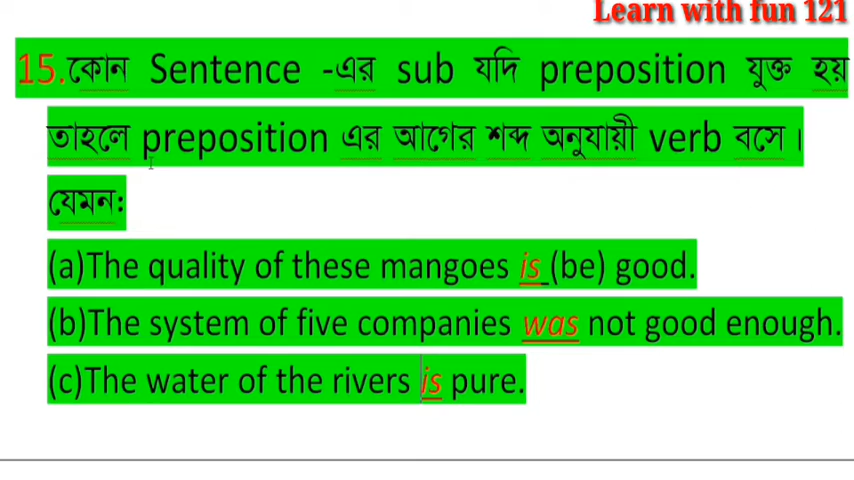 Learn with fun 121
15.কোন Sentence -এর sub যদি preposition যুক্ত হয়
তাহলে preposition এর আগের শব্দ অনুযায়ী verb বসে।
যেমনঃ
(a)The quality of these mangoes is (be) good.
(b)The system of five companies was not good enough.
(c)The water of the rivers is pure.